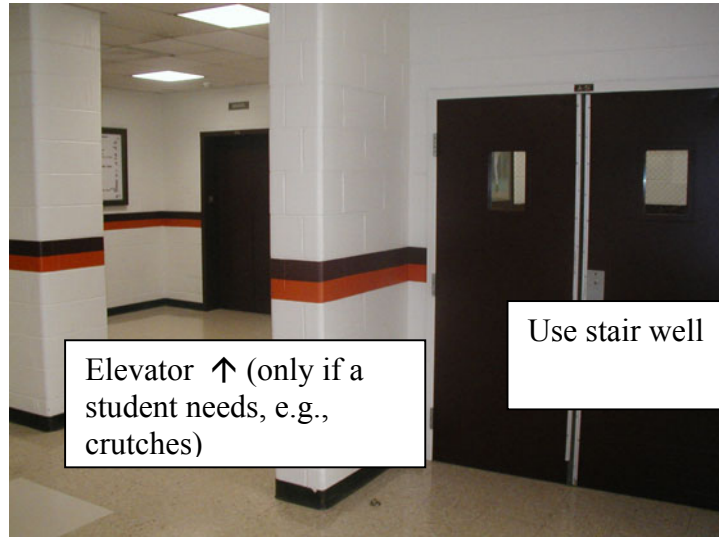 Elevator ↑ (only if a
student needs, e.g.,
crutches)
Use stair well